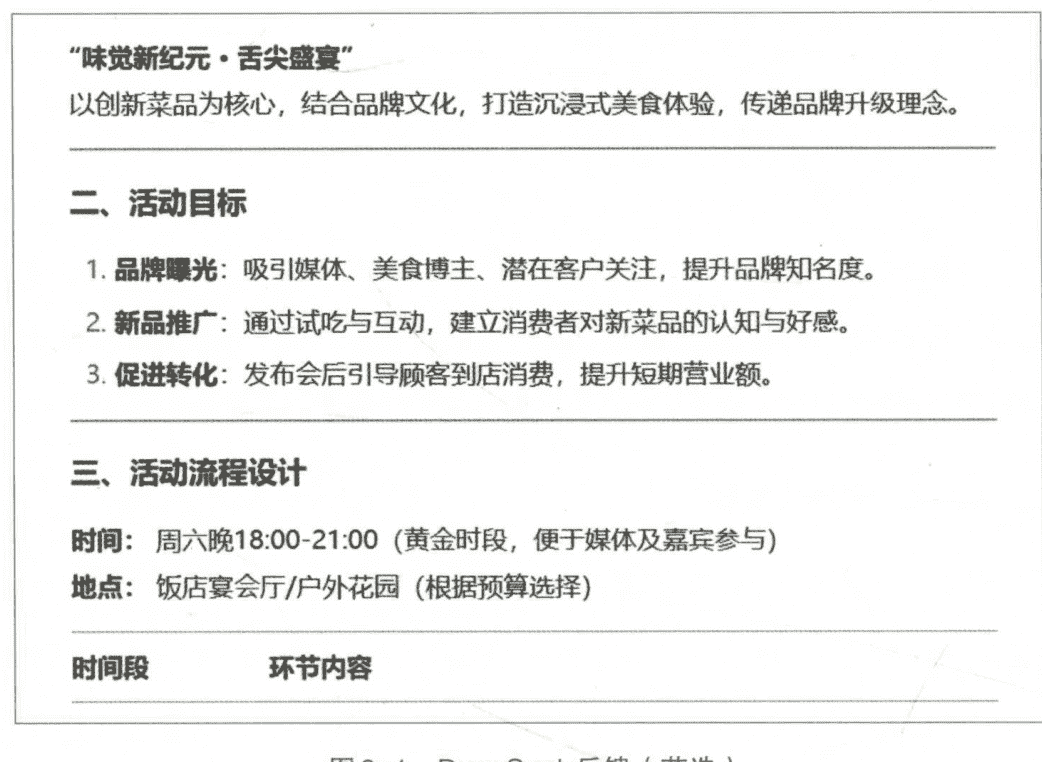 “味觉新纪元·舌尖盛宴”
以创新菜品为核心，结合品牌文化，打造沉浸式美食体验，传递品牌升级理念。
二、活动目标
1. 品牌曝光：吸引媒体、美食博主、潜在客户关注，提升品牌知名度。
2. 新品推广：通过试吃与互动，建立消费者对新菜品的认知与好感。
3. 促进转化：发布会后引导顾客到店消费，提升短期营业额。
三、活动流程设计
时间： 周六晚18:00-21:00（黄金时段，便于媒体及嘉宾参与）
地点： 饭店宴会厅/户外花园（根据预算选择）
时间段 环节内容